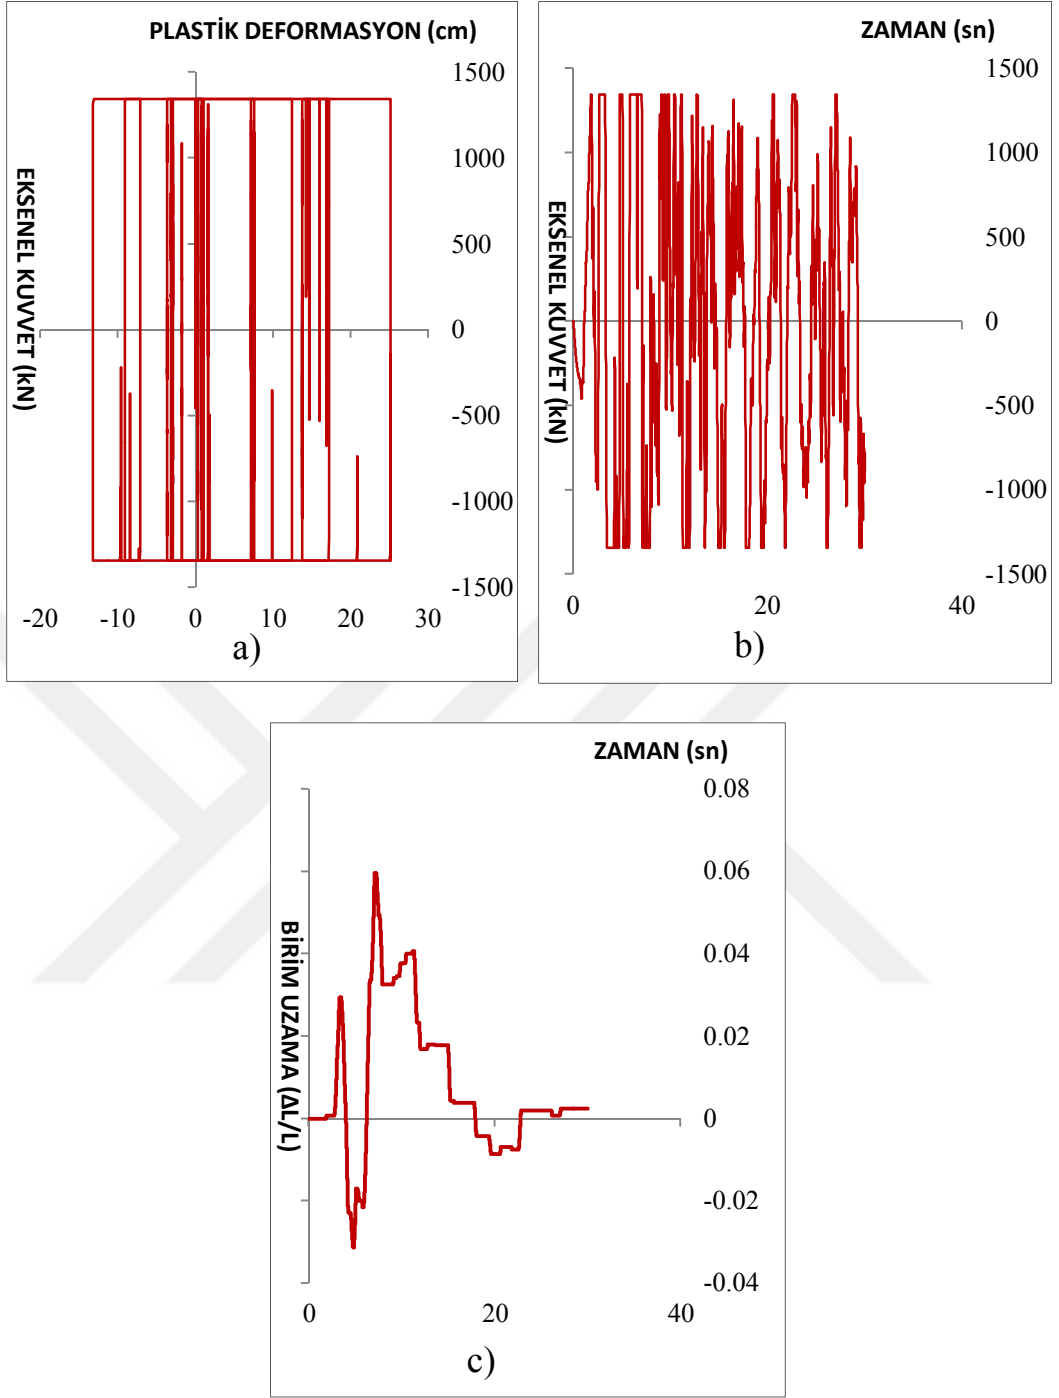 PLASTİK DEFORMASYON (cm)
1500
1000
500
0
-500
-1000
-1500
EKSENEL KUVVET (kN)
-20 -10 0 10 20 30
a)
ZAMAN (sn)
1500
1000
500
0
-500
-1000
-1500
EKSENEL KUVVET (kN)
0 20 40
b)
ZAMAN (sn)
0.08
0.06
0.04
0.02
0
-0.02
-0.04
BİRİM UZAMA (ΔL/L)
0 20 40
c)